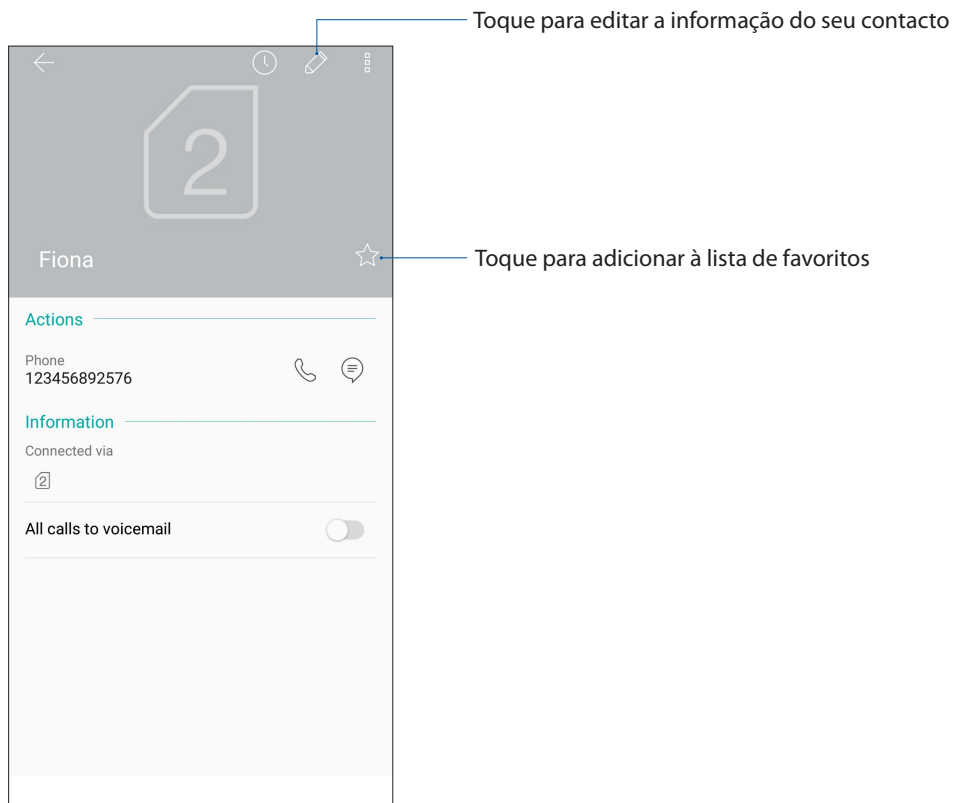 Toque para editar a informação do seu contacto
2
Fiona
Toque para adicionar à lista de favoritos
Actions
Phone
123456892576
Information
Connected via
2
All calls to voicemail